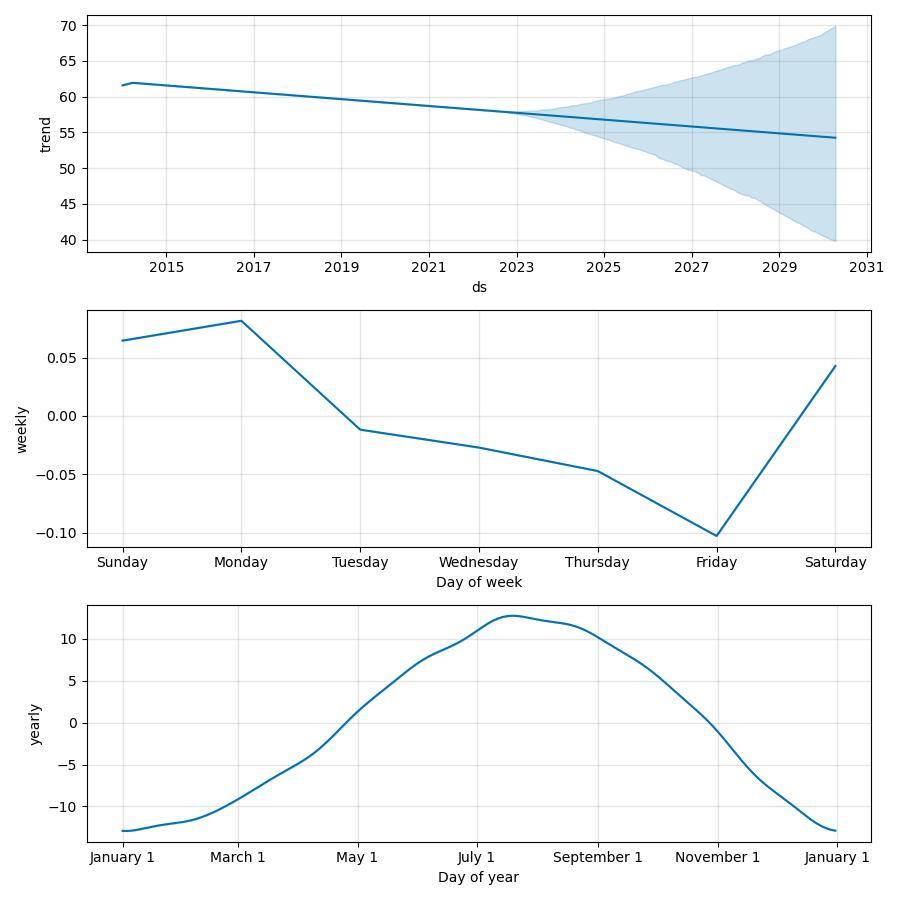 70
65
60
55
50
45
40
trend
2015 2017 2019 2021 2023 2025 2027 2029 2031
ds
0.05
0.00
−0.05
−0.10
weekly
Sunday Monday Tuesday Wednesday Thursday Friday Saturday
Day of week
10
5
0
−5
−10
yearly
January 1 March 1 May 1 July 1 September 1 November 1 January 1
Day of year